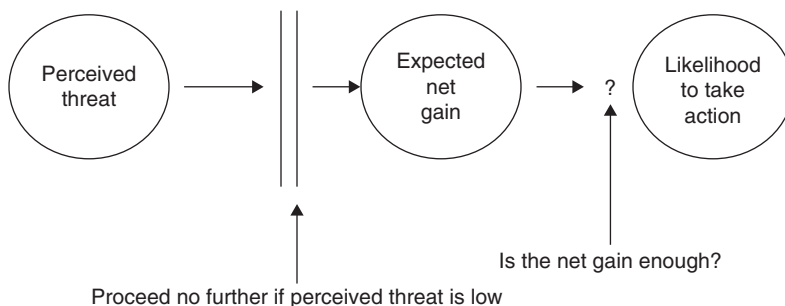 Perceived
threat
Expected
net
gain
?
Likelihood
to take
action
Is the net gain enough?
Proceed no further if perceived threat is low